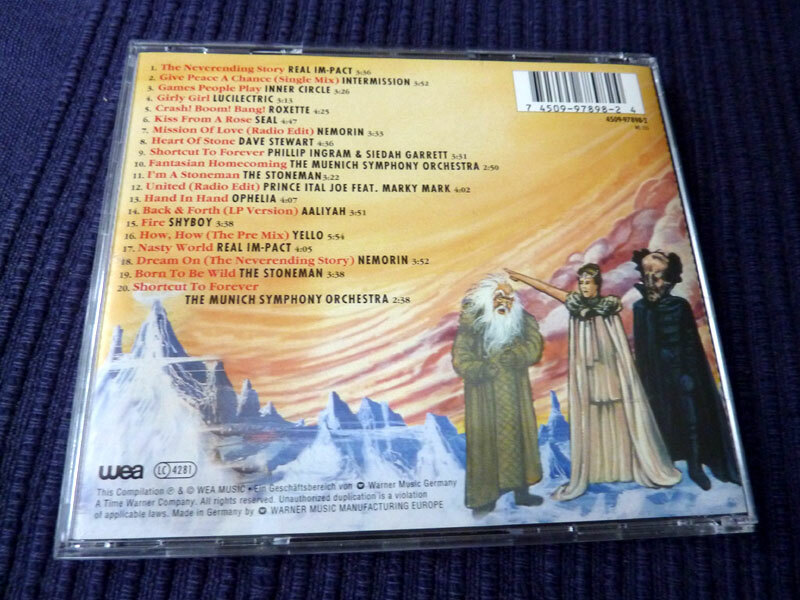 1. The Neverending Story REAL IM-PACT 3:36
2. Give Peace A Chance (Single Mix) INTERMISSION 3:52
3. Games People Play INNER CIRCLE 3:26
4. Girly Girl LUCILECTRIC 3:13
5. Crash! Boom! Bang! ROXETTE 4:25
6. Kiss From A Rose SEAL 4:47
7. Mission Of Love (Radio Edit) NEMORIN 3:33
8. Heart Of Stone DAVE STEWART 4:36
9. Shortcut To Forever PHILLIP INGRAM & SIEDAH GARRETT 3:31
10. Fantasian Homecoming THE MUENICH SYMPHONY ORCHESTRA 2:50
11. I'm A Stoneman THE STONEMAN 3:22
12. United (Radio Edit) PRINCE ITAL JOE FEAT. MARKY MARK 4:02
13. Hand In Hand OPHELIA 4:07
14. Back & Forth (LP Version) AALIYAH 3:51
15. Fire SHYBOY 3:38
16. How, How (The Pre Mix) YELLO 5:54
17. Nasty World REAL IM-PACT 4:05
18. Dream On (The Neverending Story) NEMORIN 3:52
19. Born To Be Wild THE STONEMAN 3:38
20. Shortcut To Forever
THE MUNICH SYMPHONY ORCHESTRA 2:38
7 4509-97898-2 4
4509-97898-2
wea LC 4281
This Compilation ℗ & © WEA MUSIC • Ein Geschäftsbereich von Warner Music Germany
A Time Warner Company. All rights reserved. Unauthorized duplication is a violation
of applicable laws. Made in Germany by WARNER MUSIC MANUFACTURING EUROPE